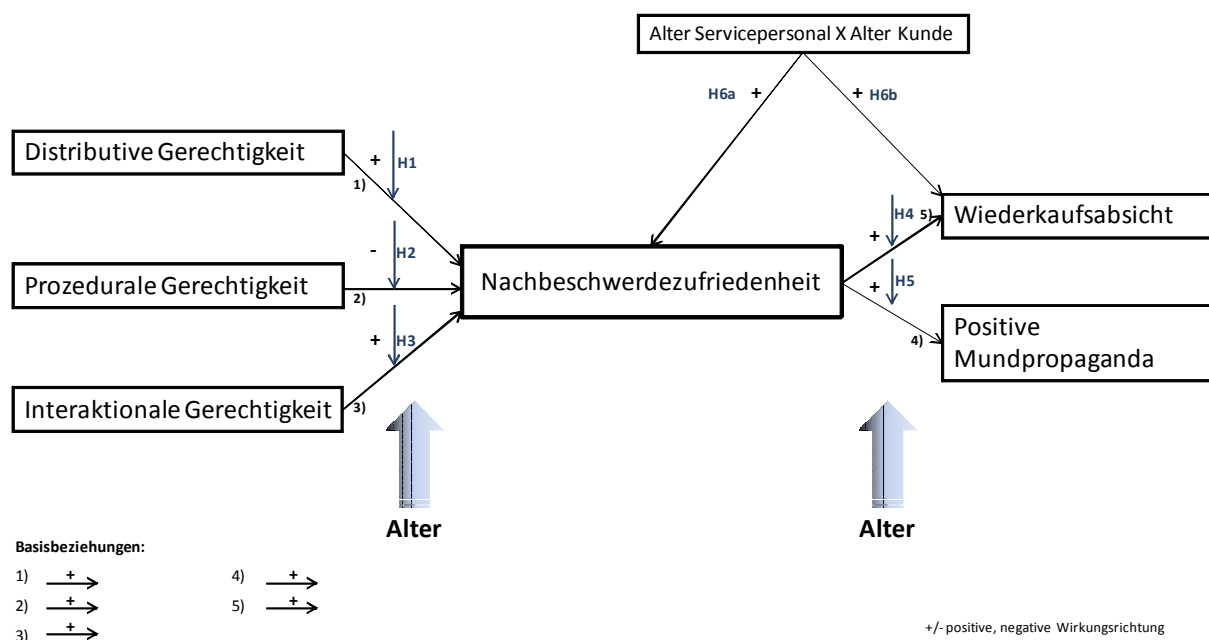 Alter Servicepersonal X Alter Kunde
H6a +
+ H6b
Distributive Gerechtigkeit
+ H1
1)
Prozedurale Gerechtigkeit
- H2
2)
Nachbeschwerdezufriedenheit
+ H3
Interaktionale Gerechtigkeit
3)
H4 5)
+
Wiederkaufsabsicht
+ H5
4)
Positive
Mundpropaganda
Alter
Alter
Basisbeziehungen:
1) +
2) +
3) +
4) +
5) +
+/- positive, negative Wirkungsrichtung